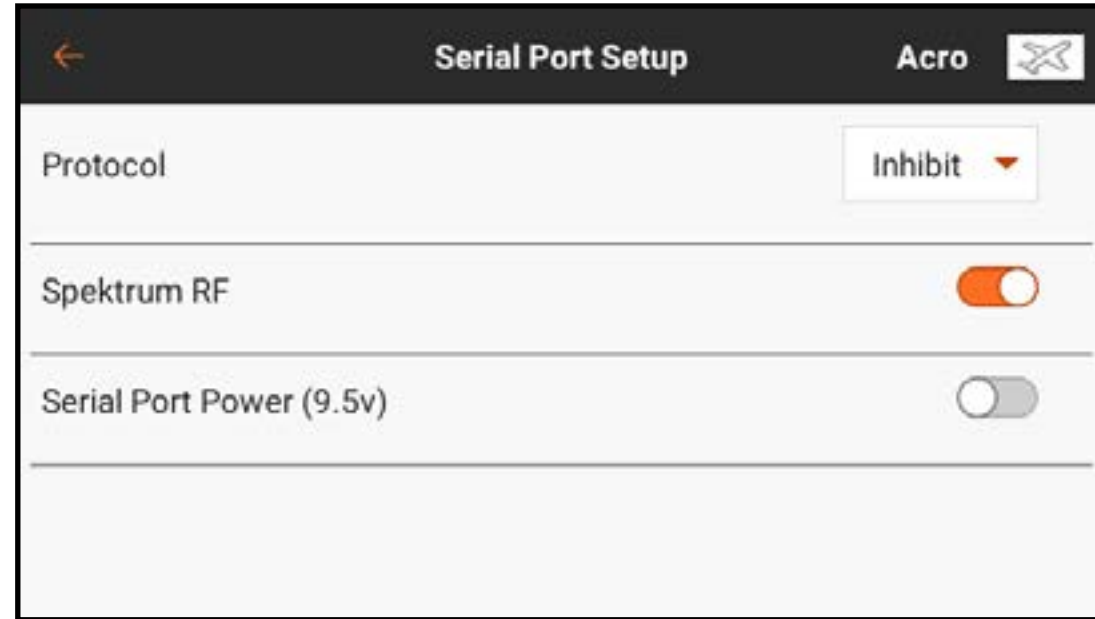 Serial Port Setup Acro
Protocol Inhibit
Spektrum RF
Serial Port Power (9.5v)